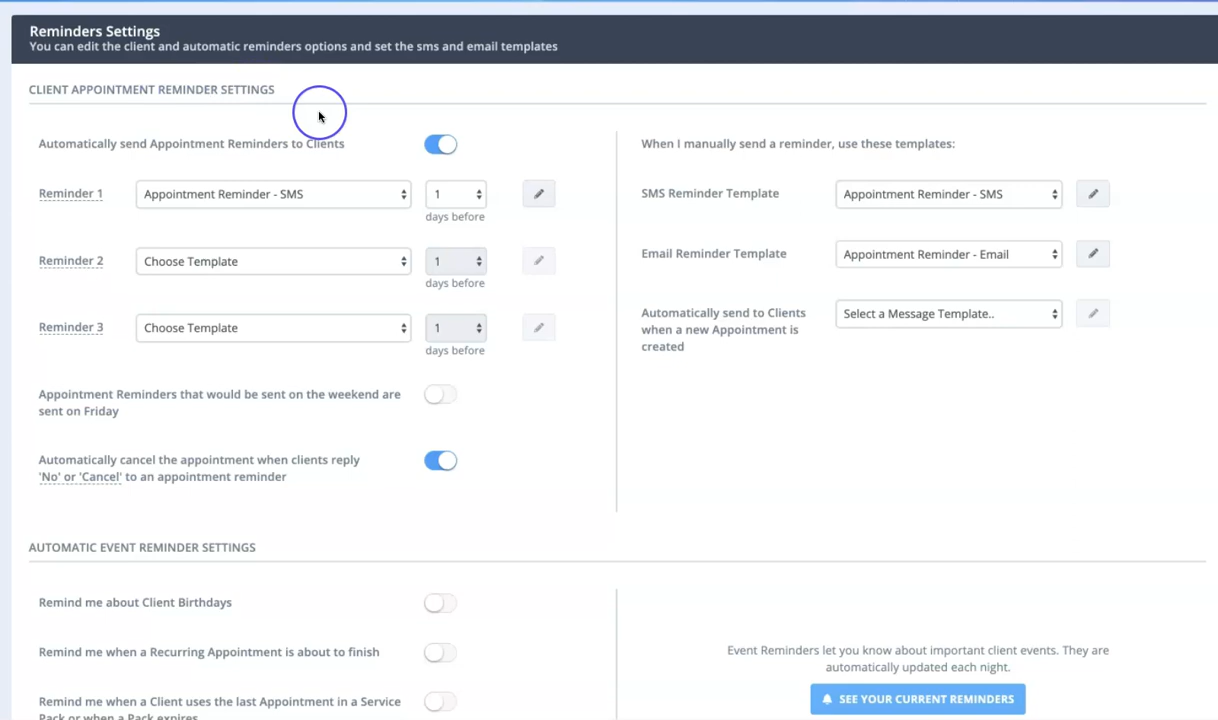 Reminders Settings
You can edit the client and automatic reminders options and set the sms and email templates
CLIENT APPOINTMENT REMINDER SETTINGS
Automatically send Appointment Reminders to Clients
Reminder 1
Appointment Reminder - SMS
1
days before
Reminder 2
Choose Template
1
days before
Reminder 3
Choose Template
1
days before
Appointment Reminders that would be sent on the weekend are
sent on Friday
Automatically cancel the appointment when clients reply
'No' or 'Cancel' to an appointment reminder
When I manually send a reminder, use these templates:
SMS Reminder Template
Appointment Reminder - SMS
Email Reminder Template
Appointment Reminder - Email
Automatically send to Clients
when a new Appointment is
created
Select a Message Template..
AUTOMATIC EVENT REMINDER SETTINGS
Remind me about Client Birthdays
Remind me when a Recurring Appointment is about to finish
Remind me when a Client uses the last Appointment in a Service
Pack or when a Pack expires
Event Reminders let you know about important client events. They are
automatically updated each night.
SEE YOUR CURRENT REMINDERS